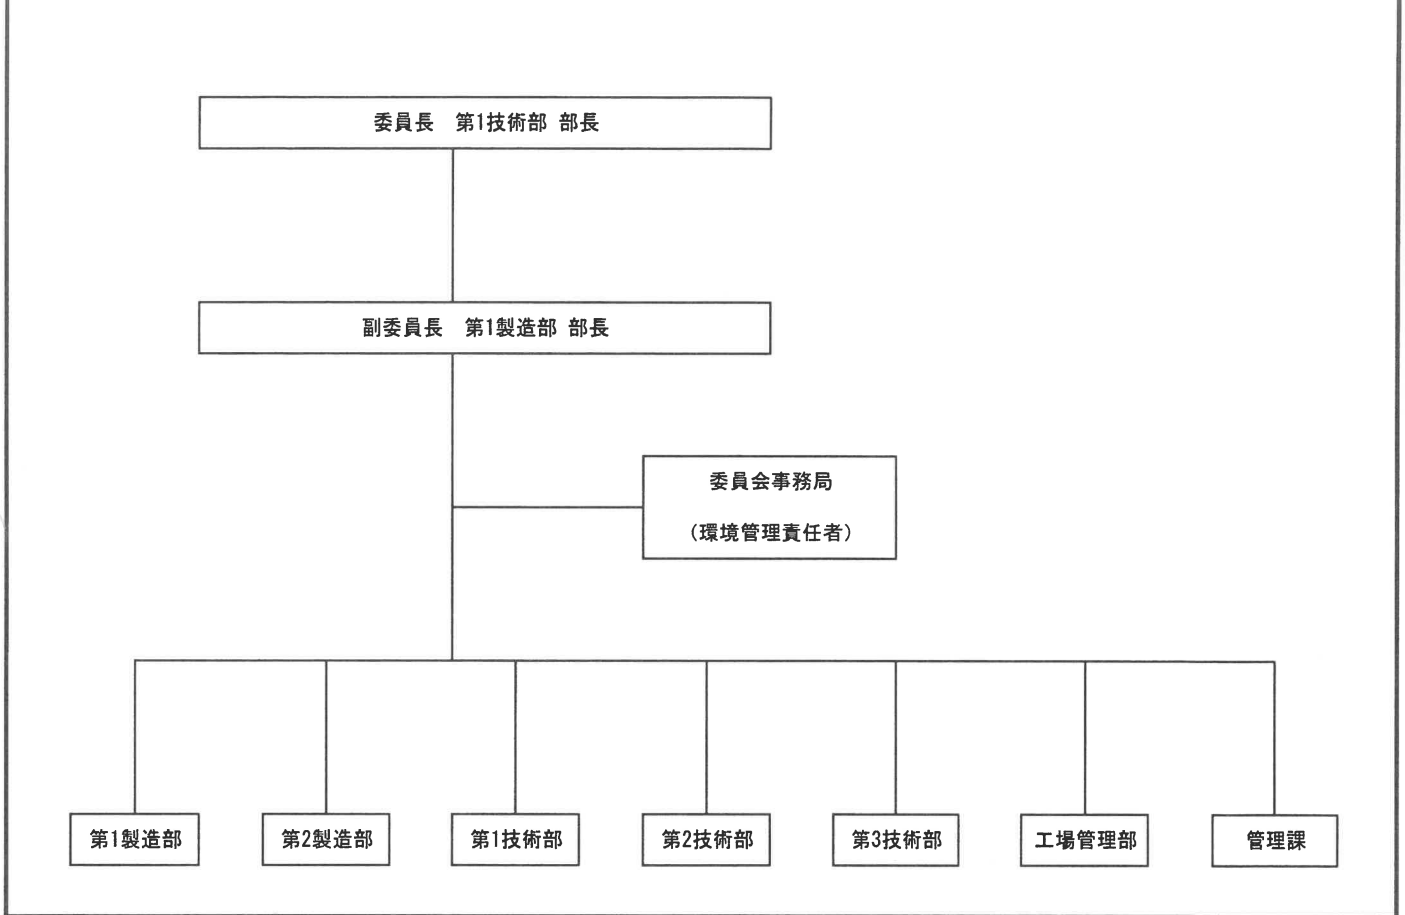 委員長　第1技術部 部長
副委員長　第1製造部 部長
委員会事務局
(環境管理責任者)
第1製造部
第2製造部
第1技術部
第2技術部
第3技術部
工場管理部
管理課